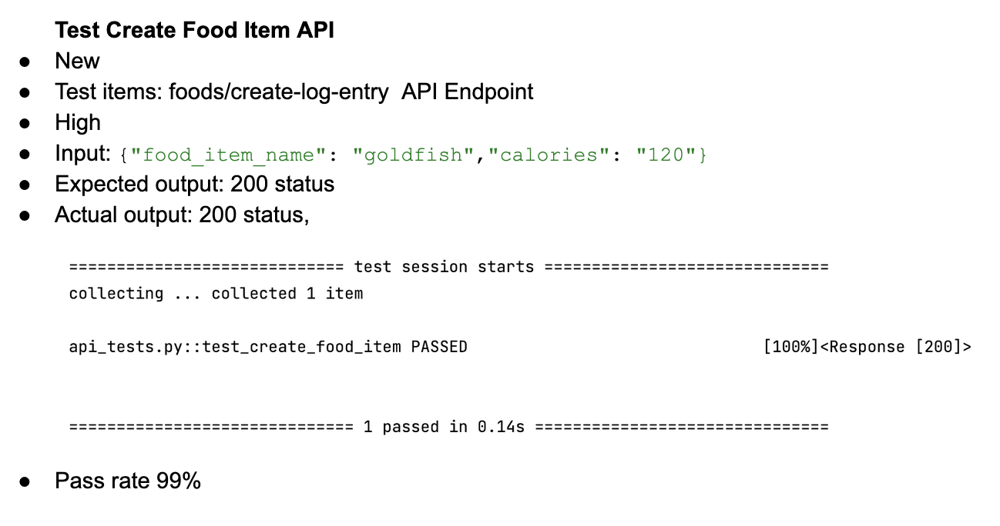 Test Create Food Item API
● New
● Test items: foods/create-log-entry  API Endpoint
● High
● Input: {"food_item_name": "goldfish","calories": "120"}
● Expected output: 200 status
● Actual output: 200 status,
============================= test session starts ==============================
collecting ... collected 1 item
api_tests.py::test_create_food_item PASSED                               [100%]<Response [200]>
============================== 1 passed in 0.14s ===============================
● Pass rate 99%